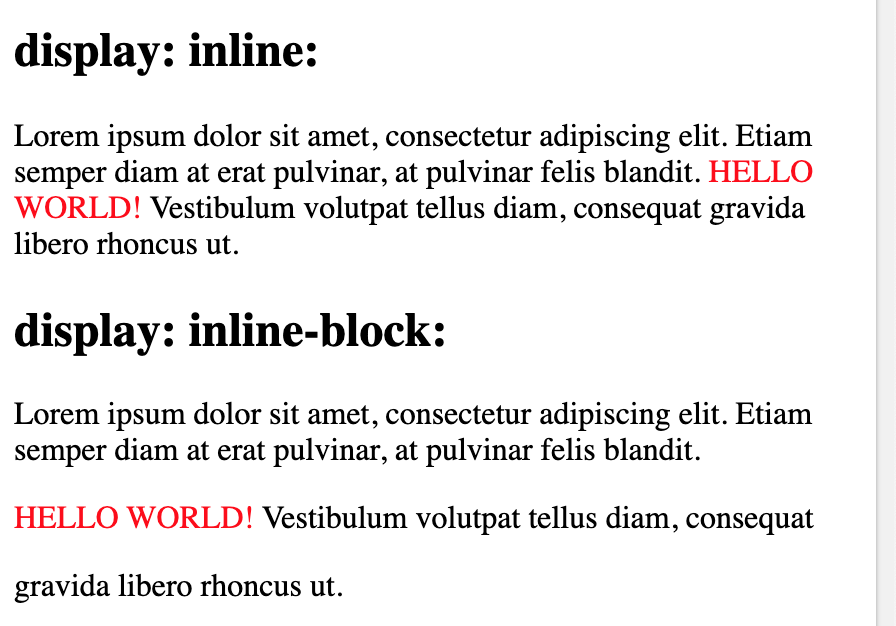 display: inline:
Lorem ipsum dolor sit amet, consectetur adipiscing elit. Etiam
semper diam at erat pulvinar, at pulvinar felis blandit. HELLO
WORLD! Vestibulum volutpat tellus diam, consequat gravida
libero rhoncus ut.
display: inline-block:
Lorem ipsum dolor sit amet, consectetur adipiscing elit. Etiam
semper diam at erat pulvinar, at pulvinar felis blandit.
HELLO WORLD! Vestibulum volutpat tellus diam, consequat
gravida libero rhoncus ut.